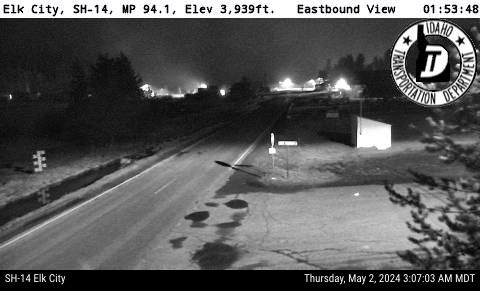 Elk City, SH-14, MP 94.1, Elev 3,939ft. Eastbound View 01:53:48
IDAHO
TRANSPORTATION DEPARTMENT
SH-14 Elk City Thursday, May 2, 2024 3:07:03 AM MDT